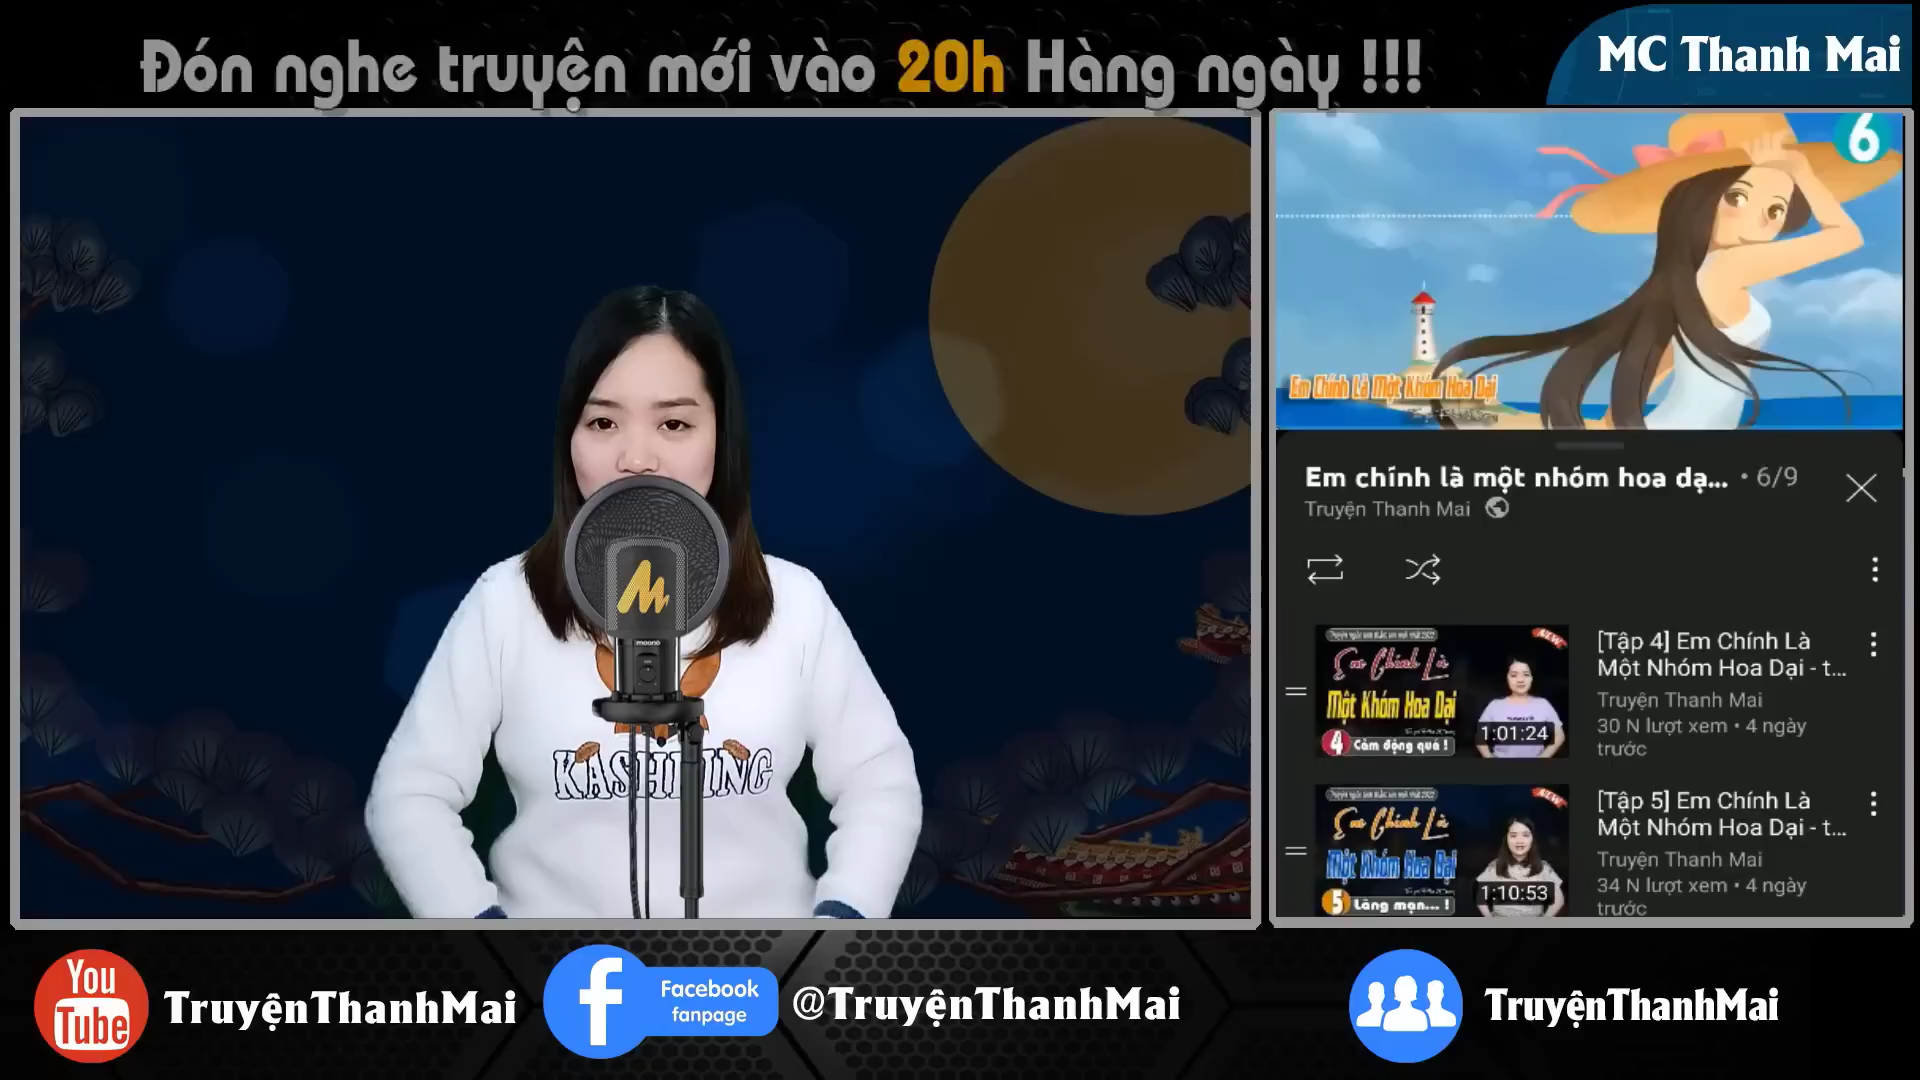 Đón nghe truyện mới vào 20h Hàng ngày !!!
MC Thanh Mai
6
Em Chính Là Một Khóm Hoa Dại
Em chính là một nhóm hoa dạ... • 6/9
Truyện Thanh Mai
[Tập 4] Em Chính Là
Một Nhóm Hoa Dại - t...
Truyện Thanh Mai
30 N lượt xem • 4 ngày
trước
Em Chính Là
Một Khóm Hoa Dại
4 Cảm động quá !
NEW
1:01:24
[Tập 5] Em Chính Là
Một Nhóm Hoa Dại - t...
Truyện Thanh Mai
34 N lượt xem • 4 ngày
trước
Em Chính Là
Một Khóm Hoa Dại
5 Lãng mạn... !
NEW
1:10:53
M
maono
KASHLING
You
Tube
TruyệnThanhMai
f
Facebook
fanpage
@TruyệnThanhMai
TruyệnThanhMai